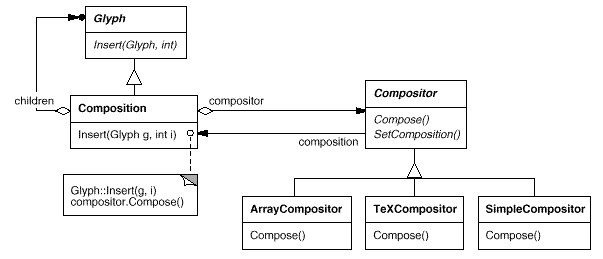 Glyph
Insert(Glyph, int)
children
Composition
Insert(Glyph g, int i)
compositor
composition
Compositor
Compose()
SetComposition()
Glyph::Insert(g, i)
compositor.Compose()
ArrayCompositor
Compose()
TeXCompositor
Compose()
SimpleCompositor
Compose()